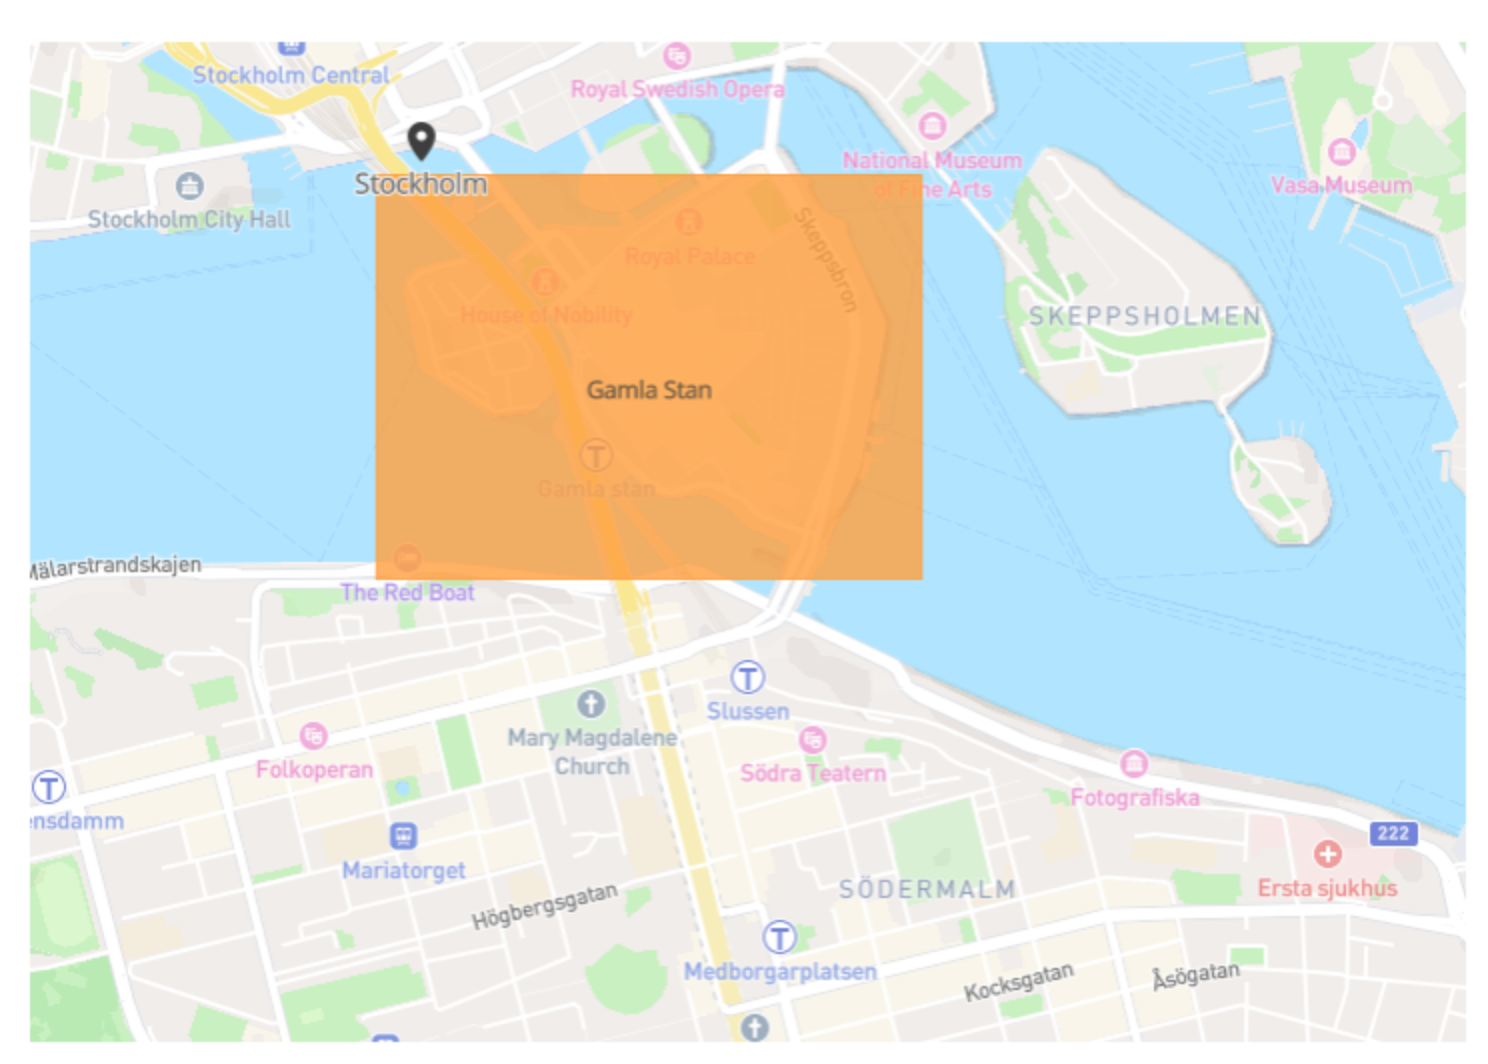 Stockholm Central
Royal Swedish Opera
National Museum
of Fine Arts
Vasa Museum
Stockholm
Stockholm City Hall
Skeppsbron
Royal Palace
House of Nobility
SKEPPSHOLMEN
Gamla Stan
T
Gamla stan
Mälarstrandskajen
The Red Boat
T
Slussen
Mary Magdalene
Church
Folkoperan
Södra Teatern
Fotografiska
T
ensdamm
222
Mariatorget
Ersta sjukhus
SÖDERMALM
Högbergsgatan
T
Medborgarplatsen
Kocksgatan
Åsögatan